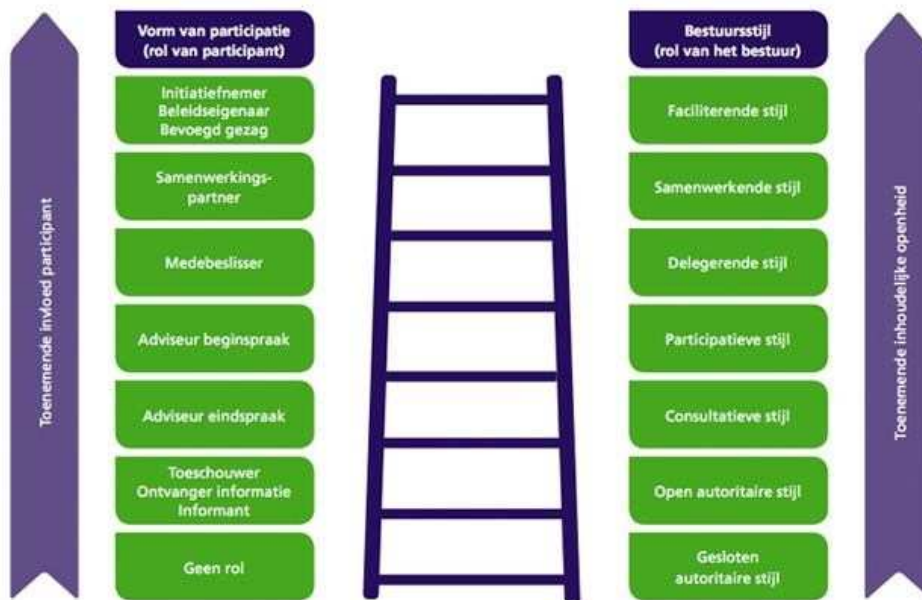 Toenemende invloed participant
Vorm van participatie
(rol van participant)
Initiatiefnemer
Beleidseigenaar
Bevoegd gezag
Samenwerkings-
partner
Medebeslisser
Adviseur beginspraak
Adviseur eindspraak
Toeschouwer
Ontvanger informatie
Informant
Geen rol
Bestuursstijl
(rol van het bestuur)
Faciliterende stijl
Samenwerkende stijl
Delegerende stijl
Participatieve stijl
Consultatieve stijl
Open autoritaire stijl
Gesloten
autoritaire stijl
Toenemende inhoudelijke openheid